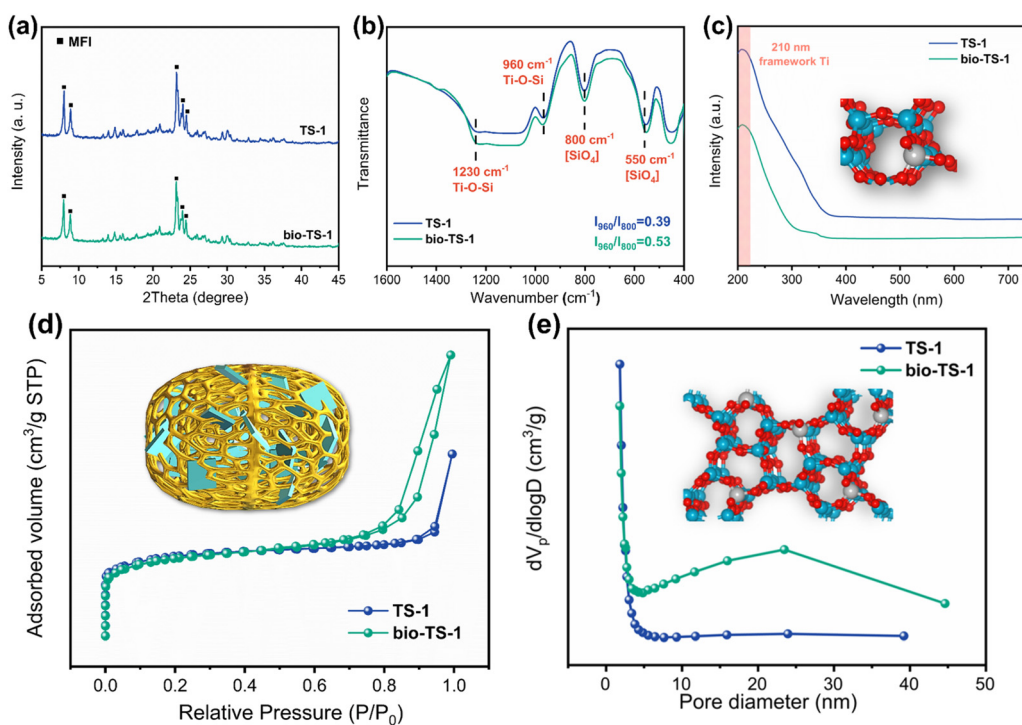 (a)
■ MFI
Intensity (a. u.)
TS-1
bio-TS-1
5 10 15 20 25 30 35 40 45
2Theta (degree)
(b)
960 cm⁻¹
Ti-O-Si
Transmittance
1230 cm⁻¹
Ti-O-Si
800 cm⁻¹
[SiO₄]
550 cm⁻¹
[SiO₄]
TS-1
bio-TS-1
I₉₆₀/I₈₀₀=0.39
I₉₆₀/I₈₀₀=0.53
1600 1400 1200 1000 800 600 400
Wavenumber (cm⁻¹)
(c)
210 nm
framework Ti
TS-1
bio-TS-1
Intensity (a. u.)
200 300 400 500 600 700
Wavelength (nm)
(d)
Adsorbed volume (cm³/g STP)
TS-1
bio-TS-1
0.0 0.2 0.4 0.6 0.8 1.0
Relative Pressure (P/P₀)
(e)
TS-1
bio-TS-1
dVₚ/dlogD (cm³/g)
0 10 20 30 40 50
Pore diameter (nm)